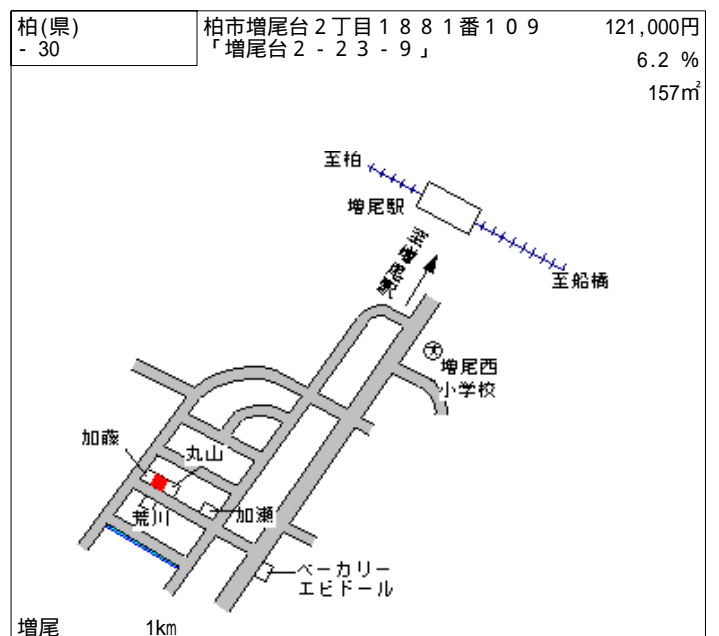 柏(県)
- 30
柏市増尾台２丁目１８８１番１０９
「増尾台２-２３-９」
121,000円
6.2 %
157㎡
至柏
増尾駅
至増尾駅
至船橋
文
増尾西
小学校
加藤
丸山
荒川
加瀬
ベーカリー
エピドール
増尾
1km